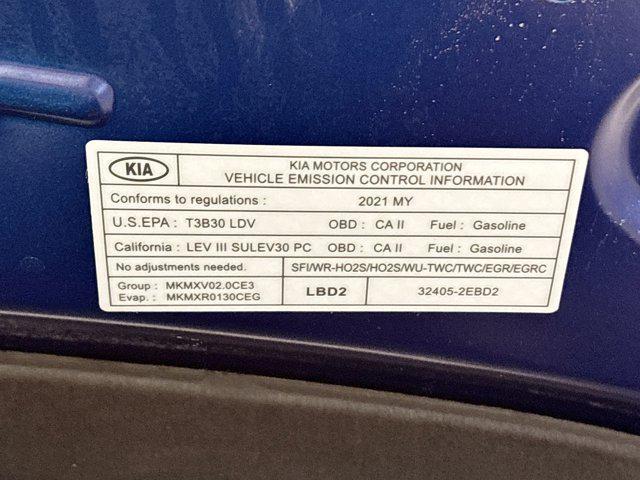 KIA
KIA MOTORS CORPORATION
VEHICLE EMISSION CONTROL INFORMATION
Conforms to regulations : 2021 MY
U.S.EPA : T3B30 LDV OBD : CA II Fuel : Gasoline
California : LEV III SULEV30 PC OBD : CA II Fuel : Gasoline
No adjustments needed. SFI/WR-HO2S/HO2S/WU-TWC/TWC/EGR/EGRC
Group : MKMXV02.0CE3
Evap. : MKMXR0130CEG
LBD2 32405-2EBD2